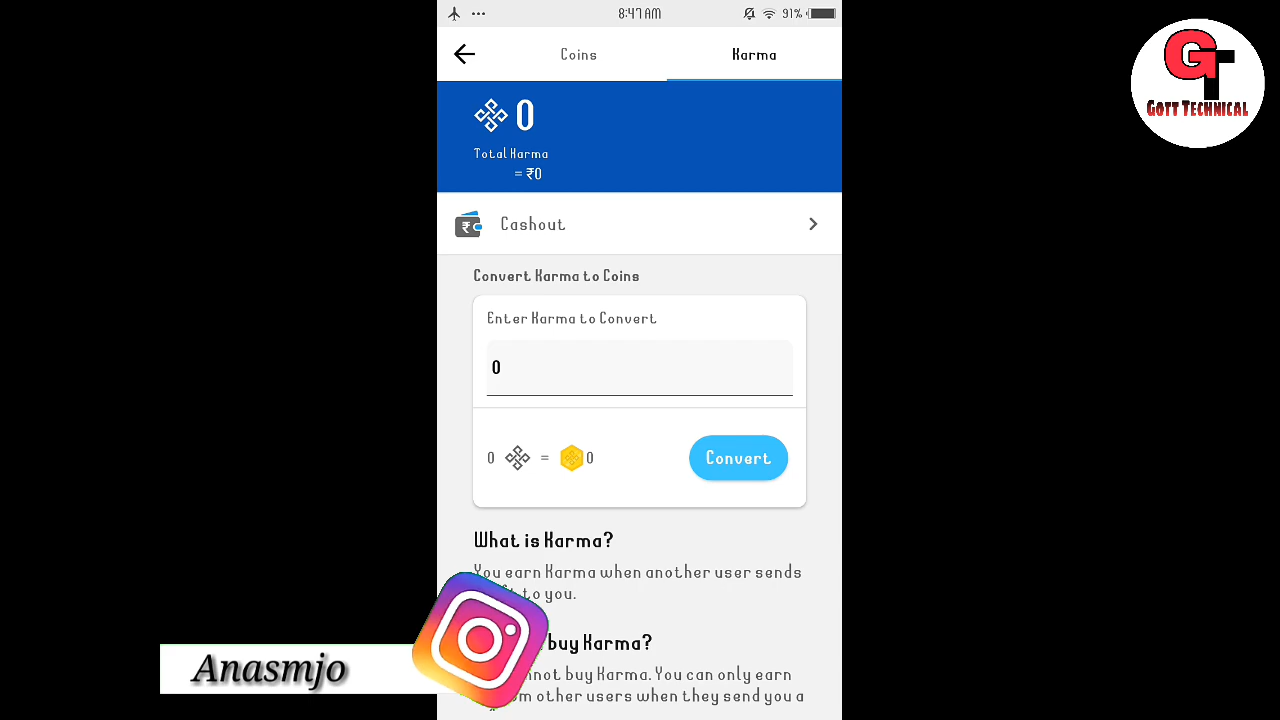 8:47 AM
91%
Coins
Karma
GT
GOTT TECHNICAL
0
Total Karma
= ₹0
₹
Cashout
Convert Karma to Coins
Enter Karma to Convert
0
0 = 0
Convert
What is Karma?
You earn Karma when another user sends
to you.
buy Karma?
Anasmjo
not buy Karma. You can only earn
om other users when they send you a